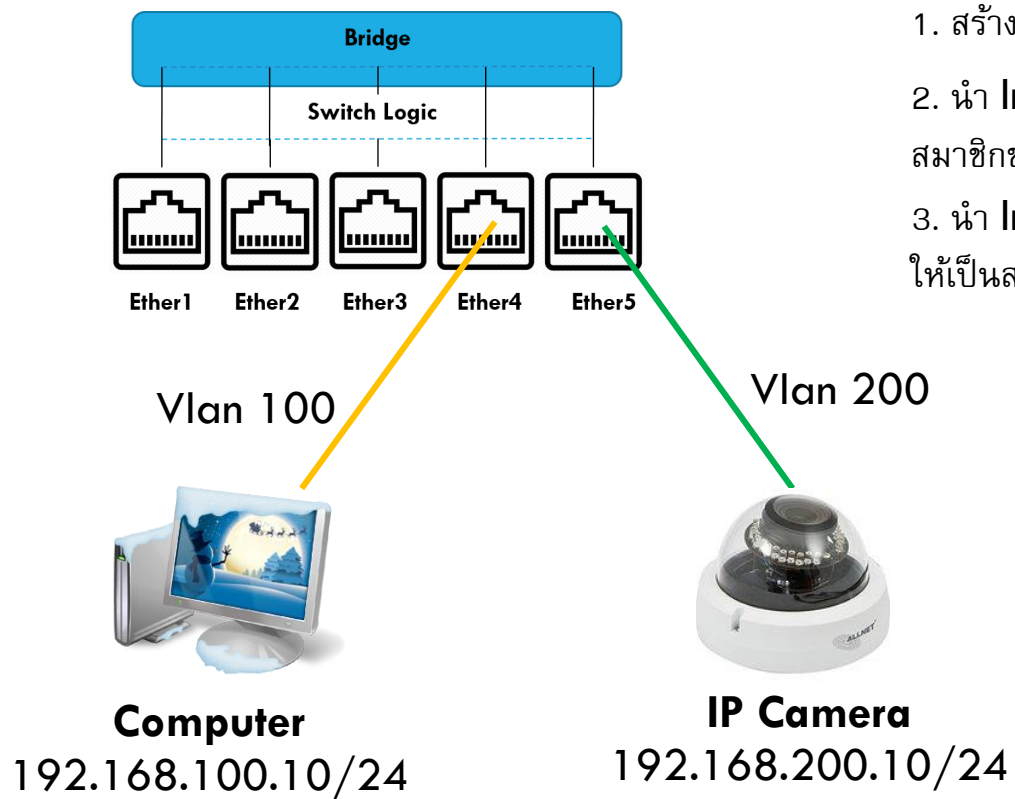 Bridge
Switch Logic
Ether1 Ether2 Ether3 Ether4 Ether5
Vlan 100
Vlan 200
ALLNET
Computer
192.168.100.10/24
IP Camera
192.168.200.10/24
1. สร้าง
2. นำ
สมาชิก
3. นำ
ให้เป็น